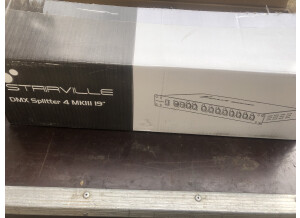 STAIRVILLE
DMX Splitter 4 MKIII 19"